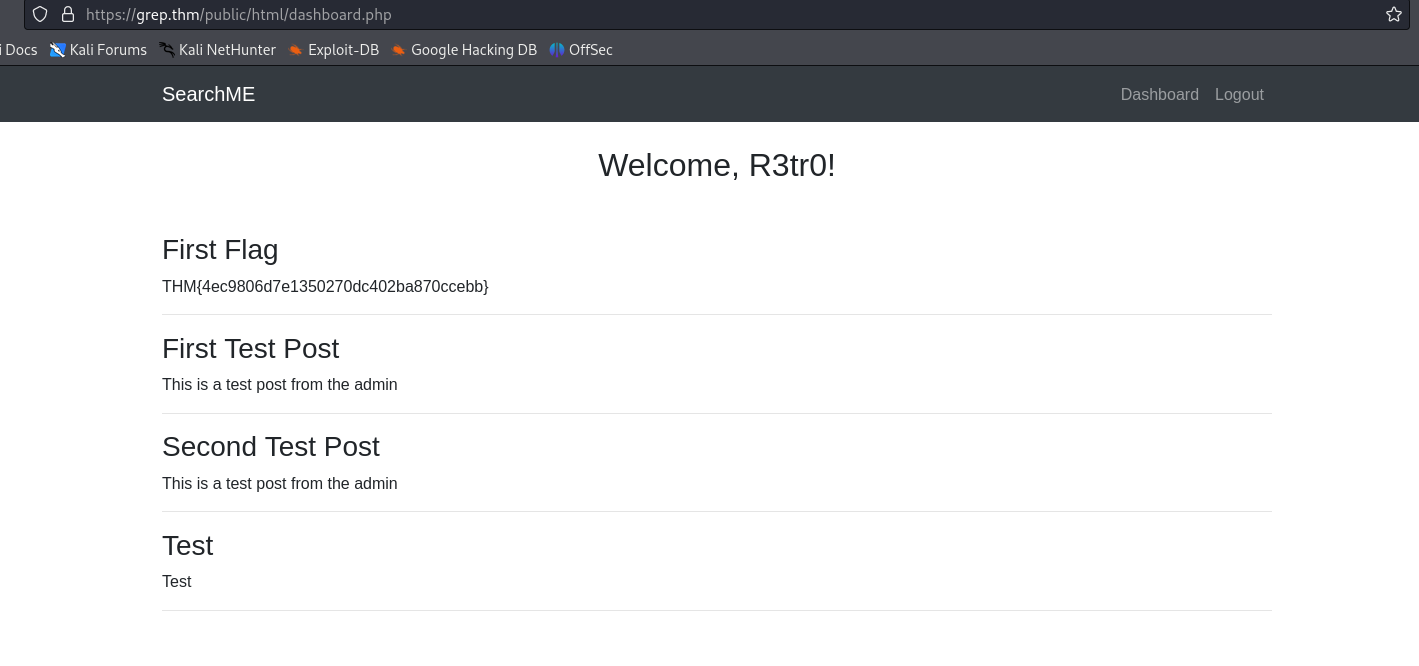 https://grep.thm/public/html/dashboard.php
i Docs Kali Forums Kali NetHunter Exploit-DB Google Hacking DB OffSec
SearchME Dashboard Logout
Welcome, R3tr0!
First Flag
THM{4ec9806d7e1350270dc402ba870ccebb}
First Test Post
This is a test post from the admin
Second Test Post
This is a test post from the admin
Test
Test